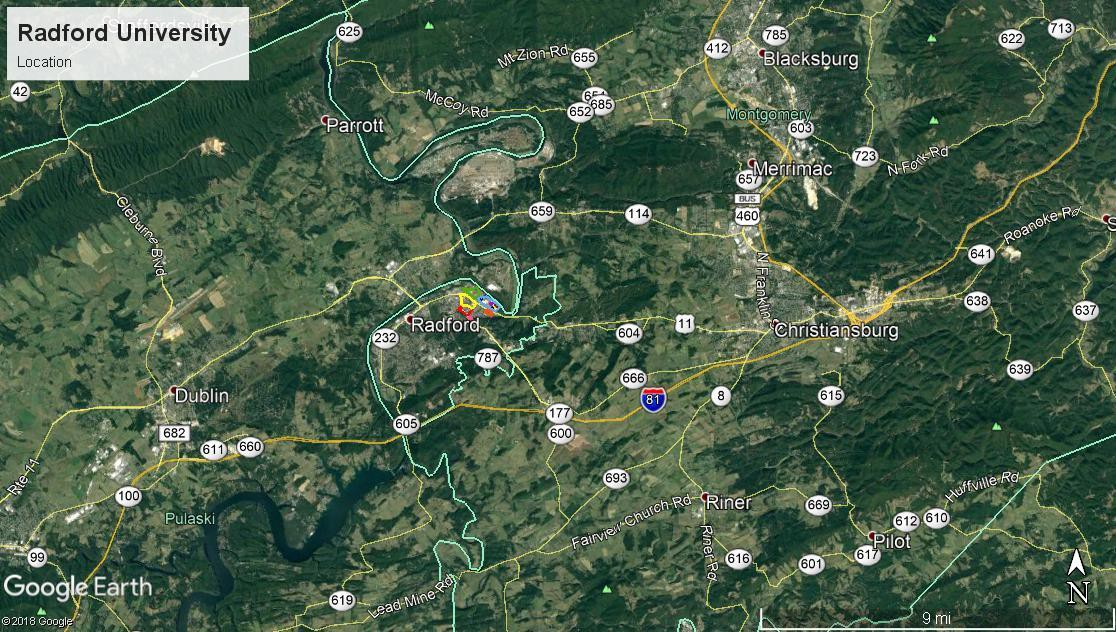 Radford University
Location
625
785
622
713
412
Mt Zion Rd
655
Blacksburg
42
McCoy Rd
654
685
652
Montgomery
603
Parrott
723
N Fork Rd
Merrimac
657
BUS
460
Cleburne Blvd
659
114
Roanoke Rd
641
N Franklin
638
637
Radford
232
604
11
Christiansburg
787
639
666
81
8
615
Dublin
177
605
600
682
611
660
693
Rte 11
100
Huffville Rd
Riner
669
Pulaski
Fairview Church Rd
612
610
Pilot
99
Riner Rd
616
617
601
Google Earth
619
Lead Mine Rd
N
©2018 Google
9 mi